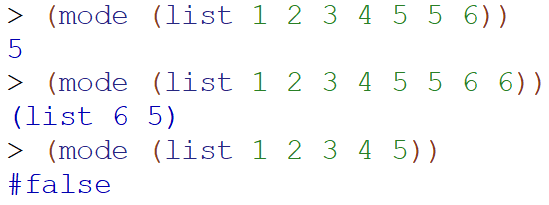 > (mode (list 1 2 3 4 5 5 6))
5
> (mode (list 1 2 3 4 5 5 6 6))
(list 6 5)
> (mode (list 1 2 3 4 5))
#false